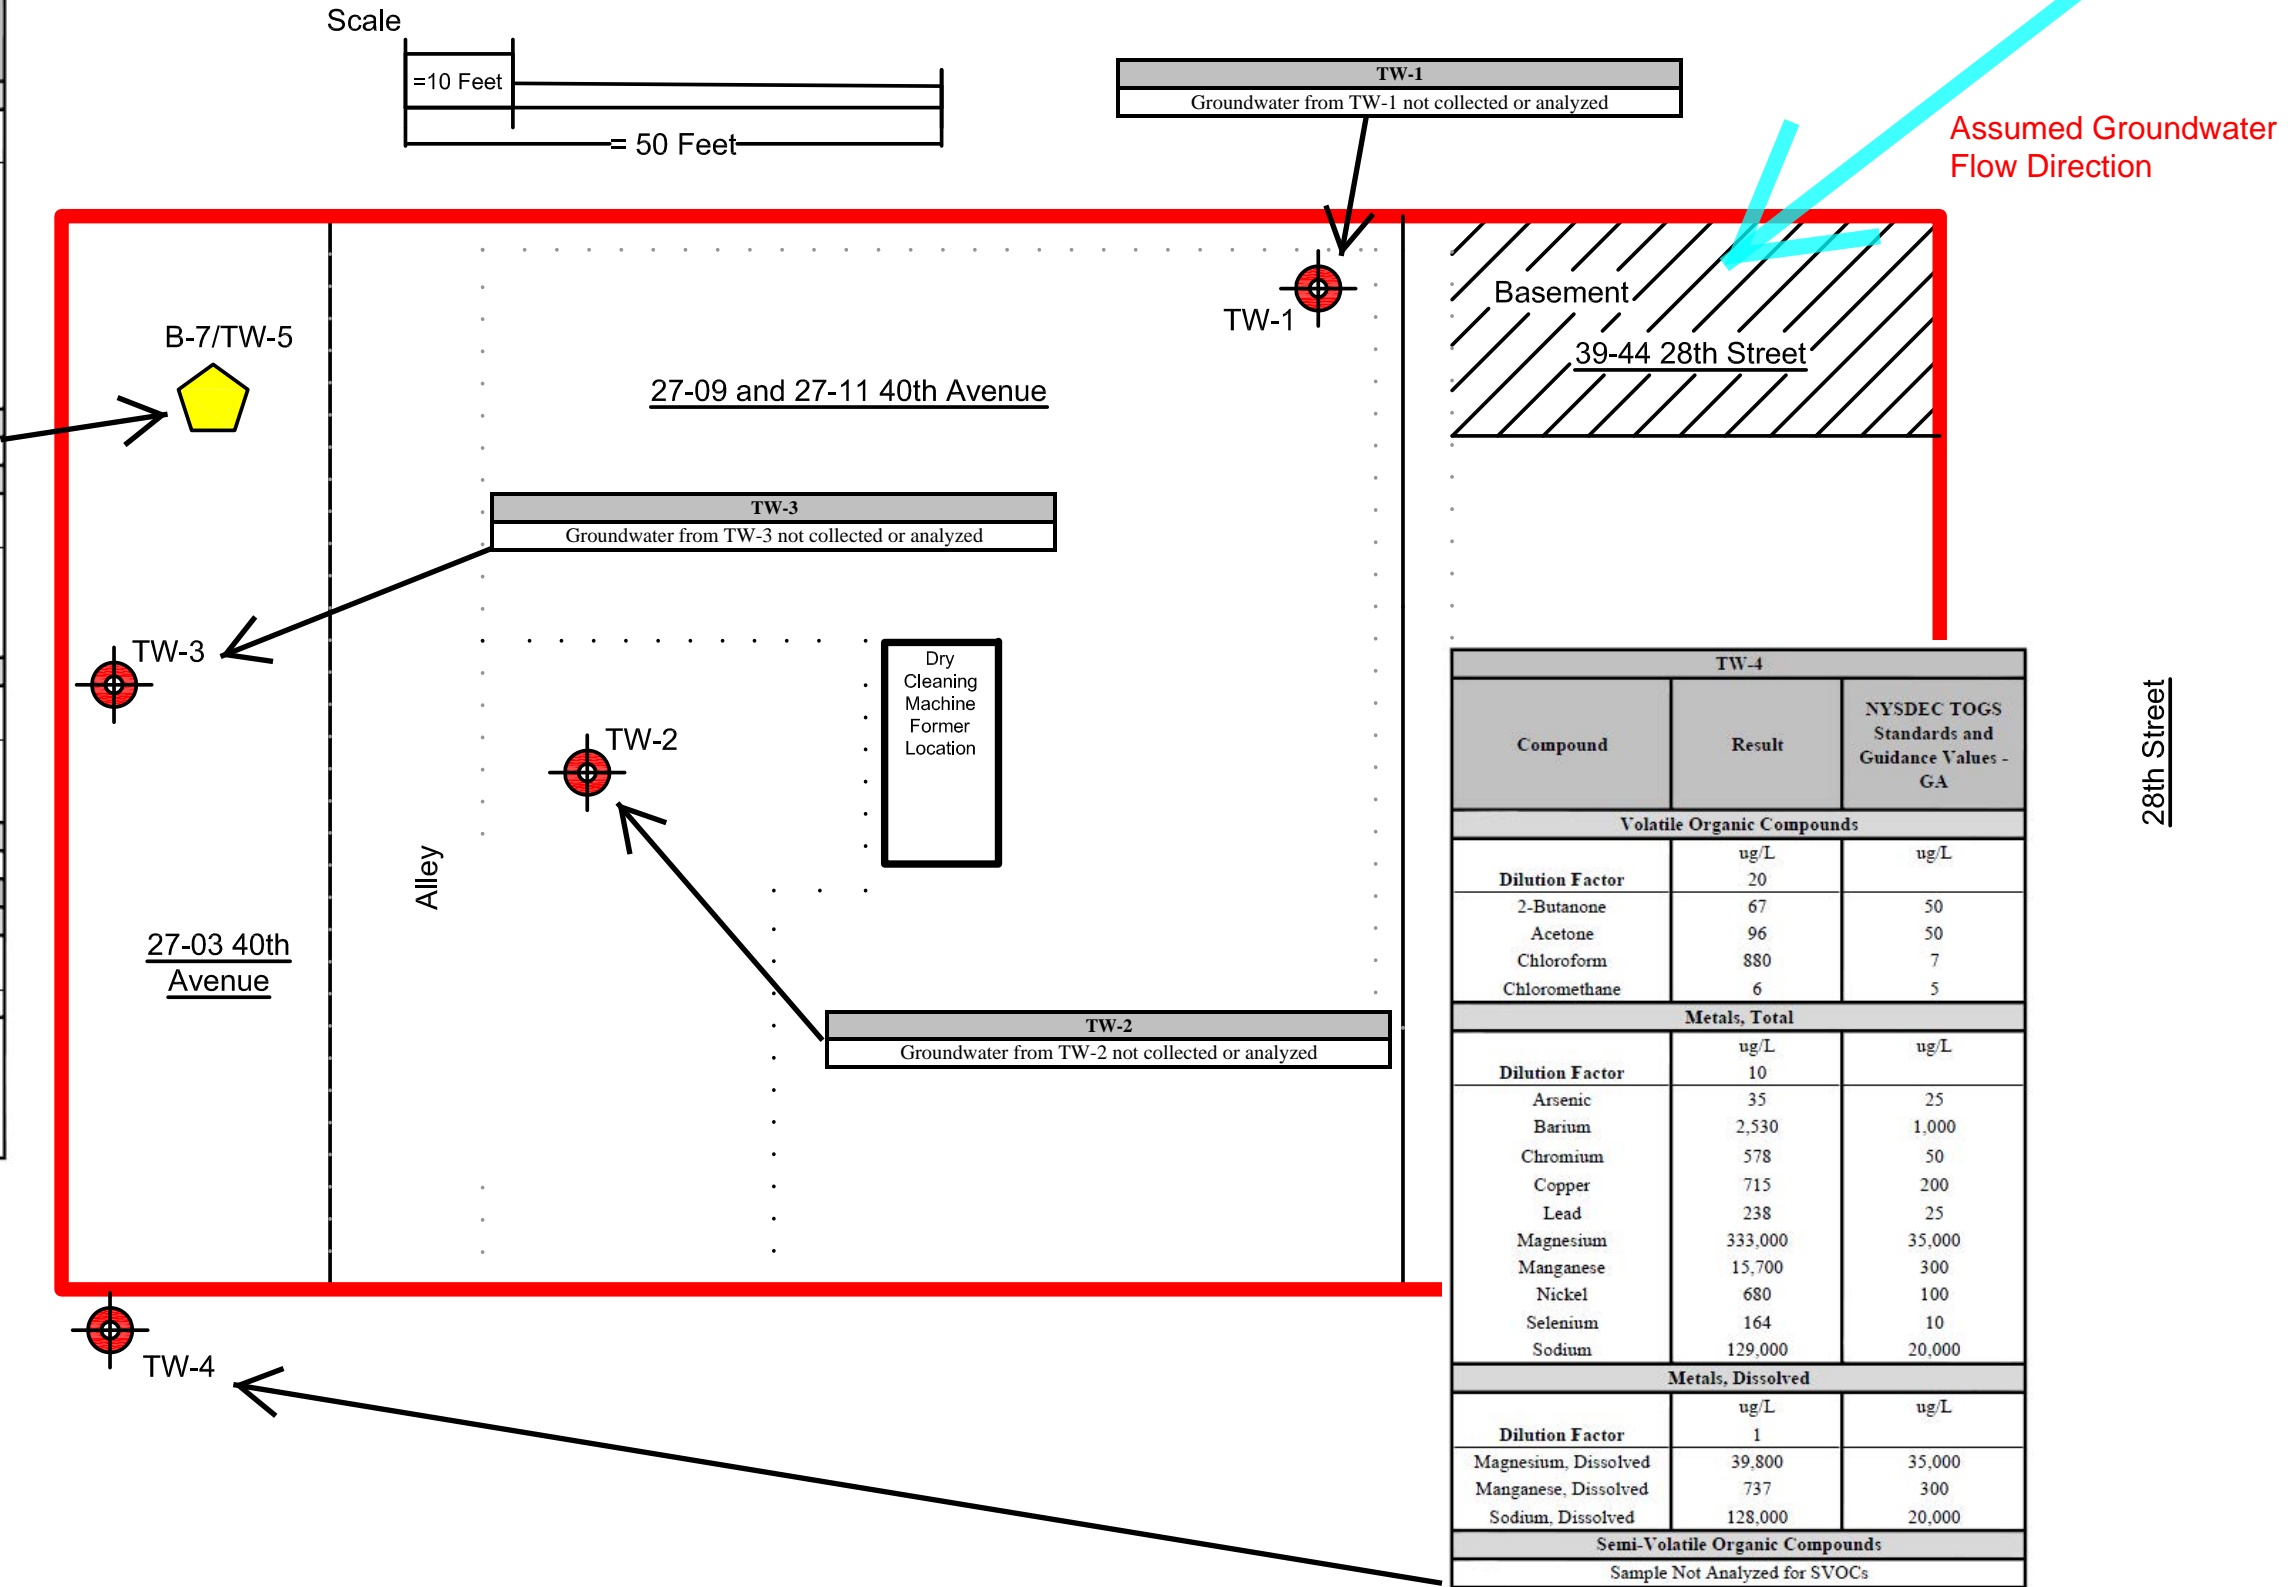 Scale
=10 Feet
= 50 Feet
TW-1
Groundwater from TW-1 not collected or analyzed
Assumed Groundwater
Flow Direction
B-7/TW-5
TW-1
Basement
39-44 28th Street
27-09 and 27-11 40th Avenue
TW-3
Groundwater from TW-3 not collected or analyzed
TW-3
Dry
Cleaning
Machine
Former
Location
TW-2
Alley
27-03 40th
Avenue
TW-2
Groundwater from TW-2 not collected or analyzed
TW-4
28th Street
TW-4
Compound Result NYSDEC TOGS Standards and Guidance Values - GA
Volatile Organic Compounds
ug/L ug/L
Dilution Factor 20
2-Butanone 67 50
Acetone 96 50
Chloroform 880 7
Chloromethane 6 5
Metals, Total
ug/L ug/L
Dilution Factor 10
Arsenic 35 25
Barium 2,530 1,000
Chromium 578 50
Copper 715 200
Lead 238 25
Magnesium 333,000 35,000
Manganese 15,700 300
Nickel 680 100
Selenium 164 10
Sodium 129,000 20,000
Metals, Dissolved
ug/L ug/L
Dilution Factor 1
Magnesium, Dissolved 39,800 35,000
Manganese, Dissolved 737 300
Sodium, Dissolved 128,000 20,000
Semi-Volatile Organic Compounds
Sample Not Analyzed for SVOCs